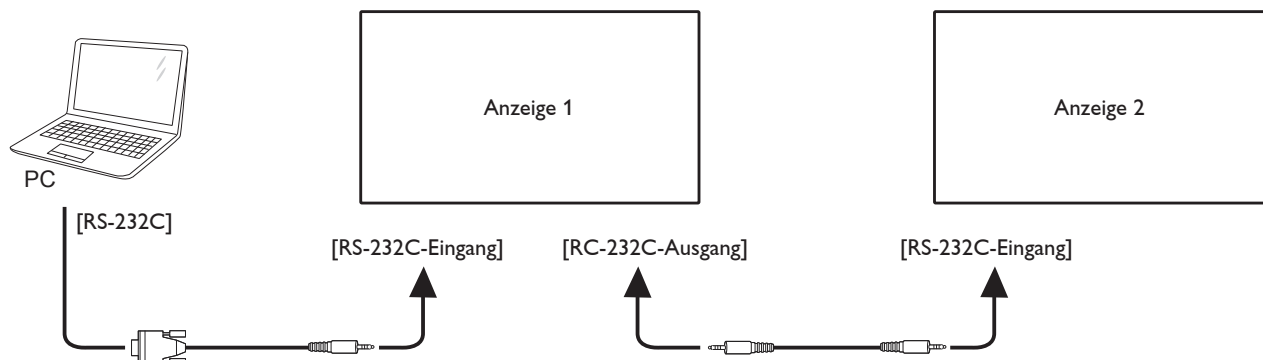 Anzeige 1
Anzeige 2
PC
[RS-232C]
[RS-232C-Eingang]
[RC-232C-Ausgang]
[RS-232C-Eingang]